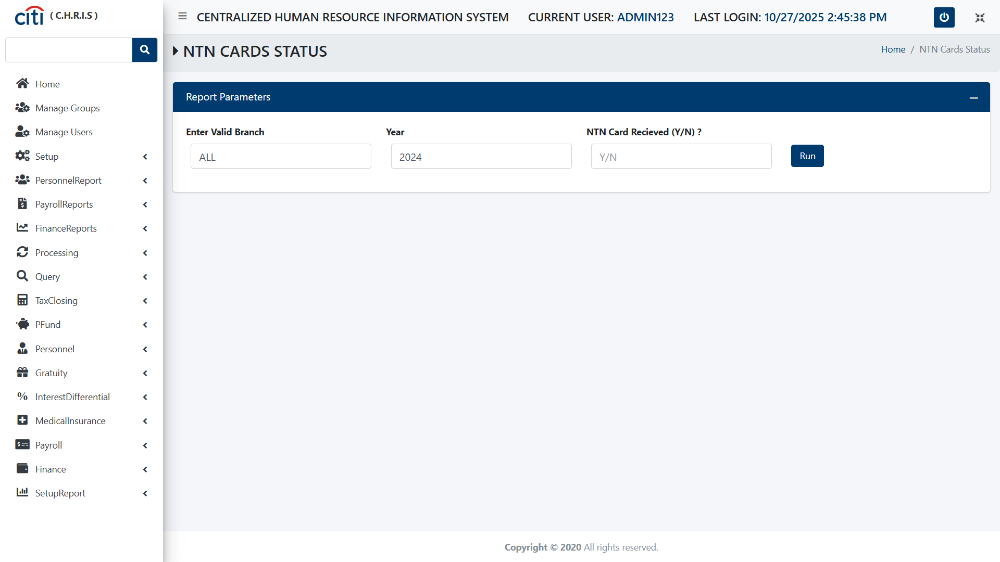 citi ( C.H.R.I.S )
CENTRALIZED HUMAN RESOURCE INFORMATION SYSTEM CURRENT USER: ADMIN123 LAST LOGIN: 10/27/2025 2:45:38 PM
NTN CARDS STATUS
Home / NTN Cards Status
Home
Manage Groups
Manage Users
Setup
PersonnelReport
PayrollReports
FinanceReports
Processing
Query
TaxClosing
PFund
Personnel
Gratuity
InterestDifferential
MedicalInsurance
Payroll
Finance
SetupReport
Report Parameters
Enter Valid Branch Year NTN Card Recieved (Y/N) ?
ALL 2024 Y/N Run
Copyright © 2020 All rights reserved.